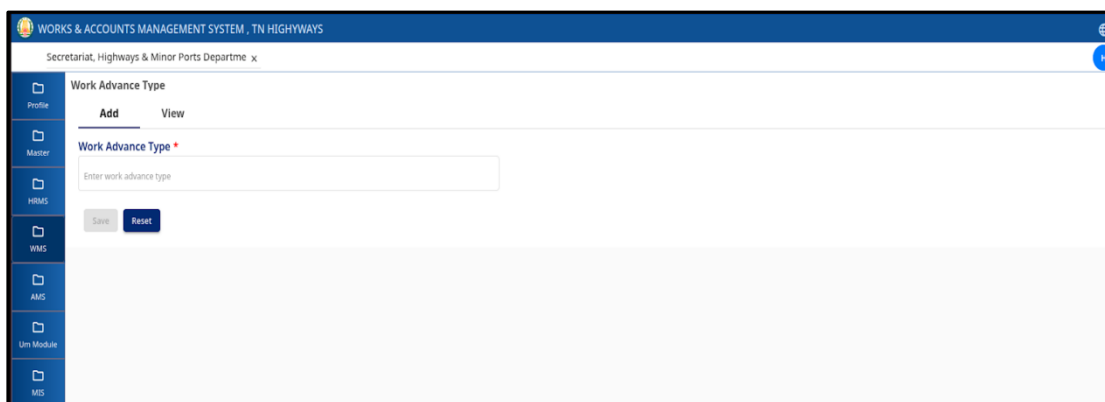 WORKS & ACCOUNTS MANAGEMENT SYSTEM , TN HIGHYWAYS
Secretariat, Highways & Minor Ports Departme x
Profile
Master
HRMS
WMS
AMS
Um Module
MIS
Work Advance Type
Add View
Work Advance Type *
Enter work advance type
Save Reset